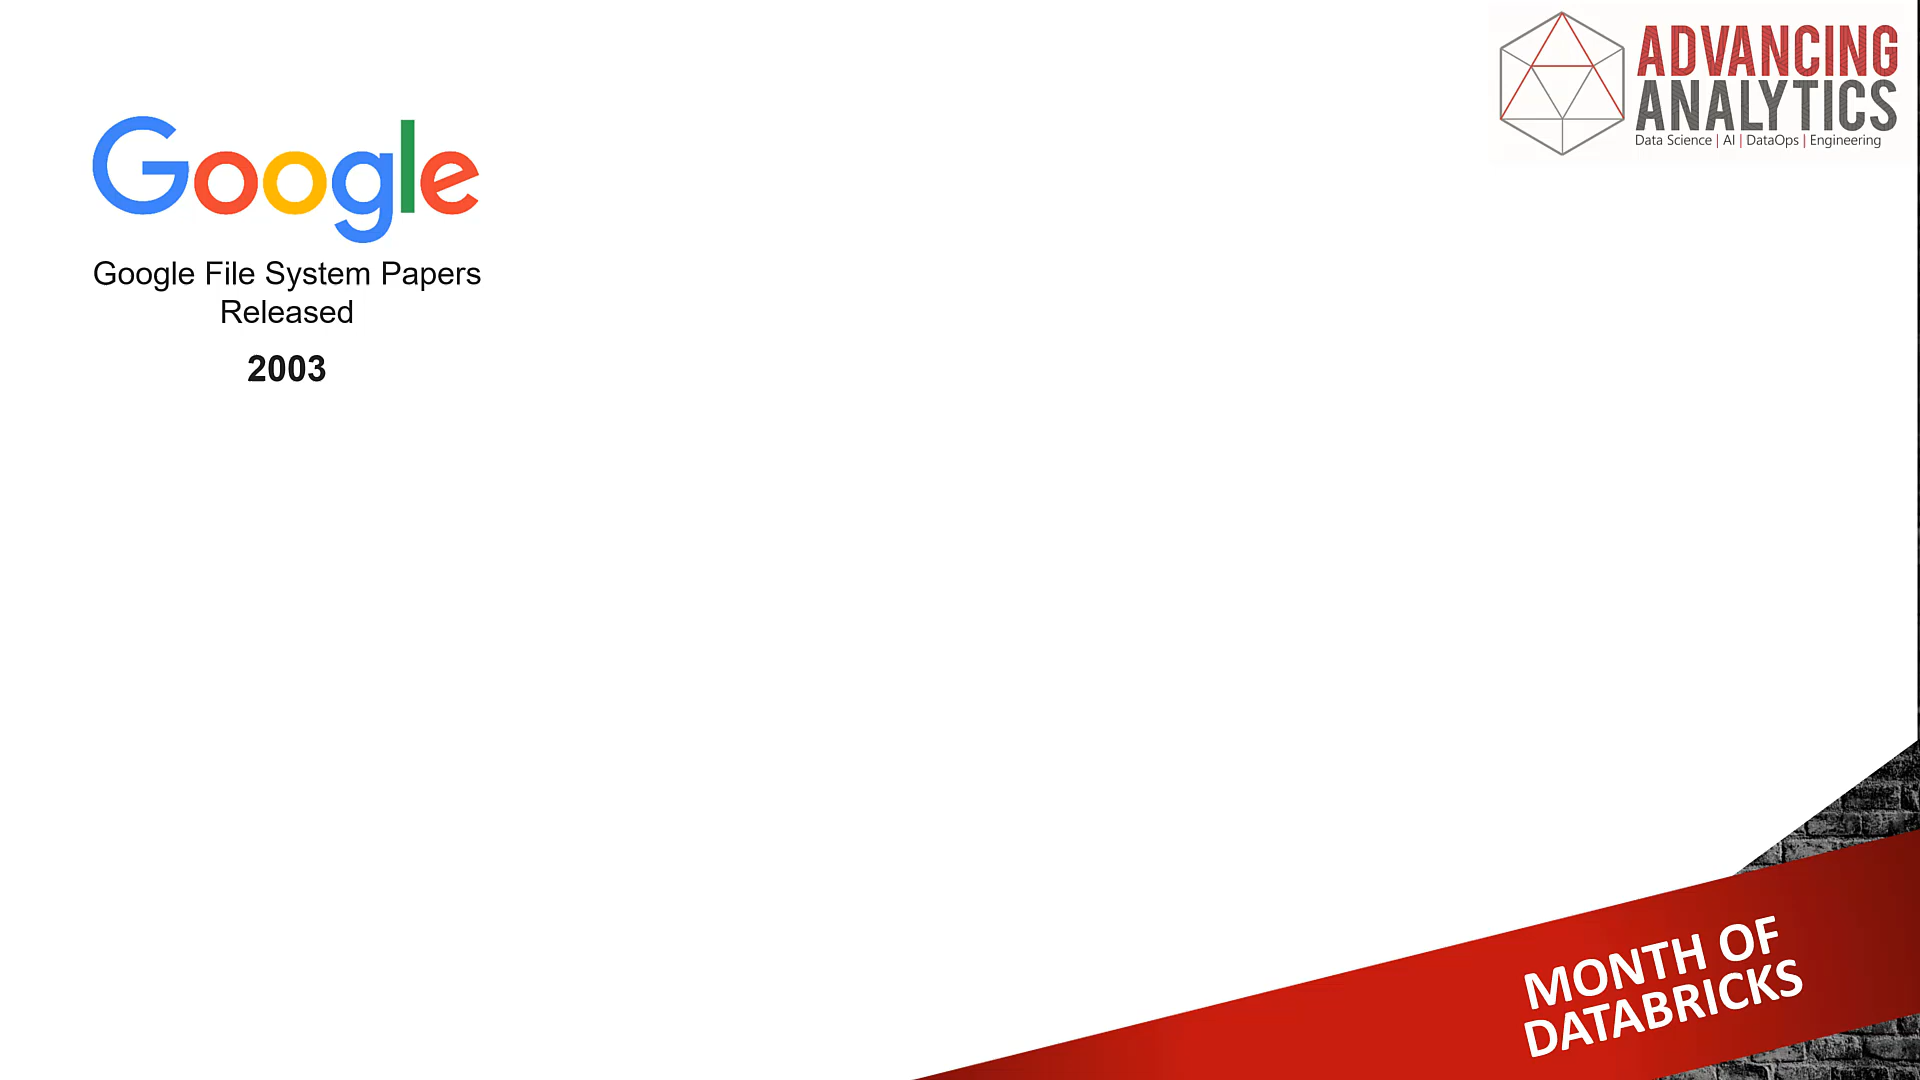 Google
Google File System Papers
Released
2003
ADVANCING
ANALYTICS
Data Science | AI | DataOps | Engineering
MONTH OF
DATABRICKS